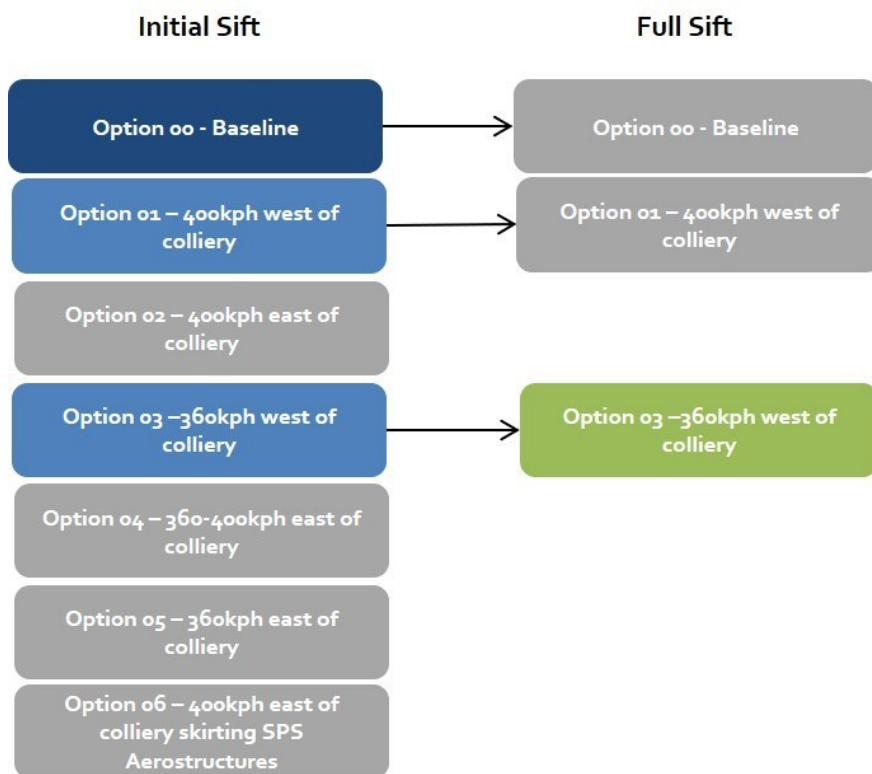 Initial Sift
Full Sift
Option 00 - Baseline
Option 00 - Baseline
Option 01 – 400kph west of
colliery
Option 01 – 400kph west of
colliery
Option 02 – 400kph east of
colliery
Option 03 –360kph west of
colliery
Option 03 –360kph west of
colliery
Option 04 – 360-400kph east of
colliery
Option 05 – 360kph east of
colliery
Option 06 – 400kph east of
colliery skirting SPS
Aerostructures